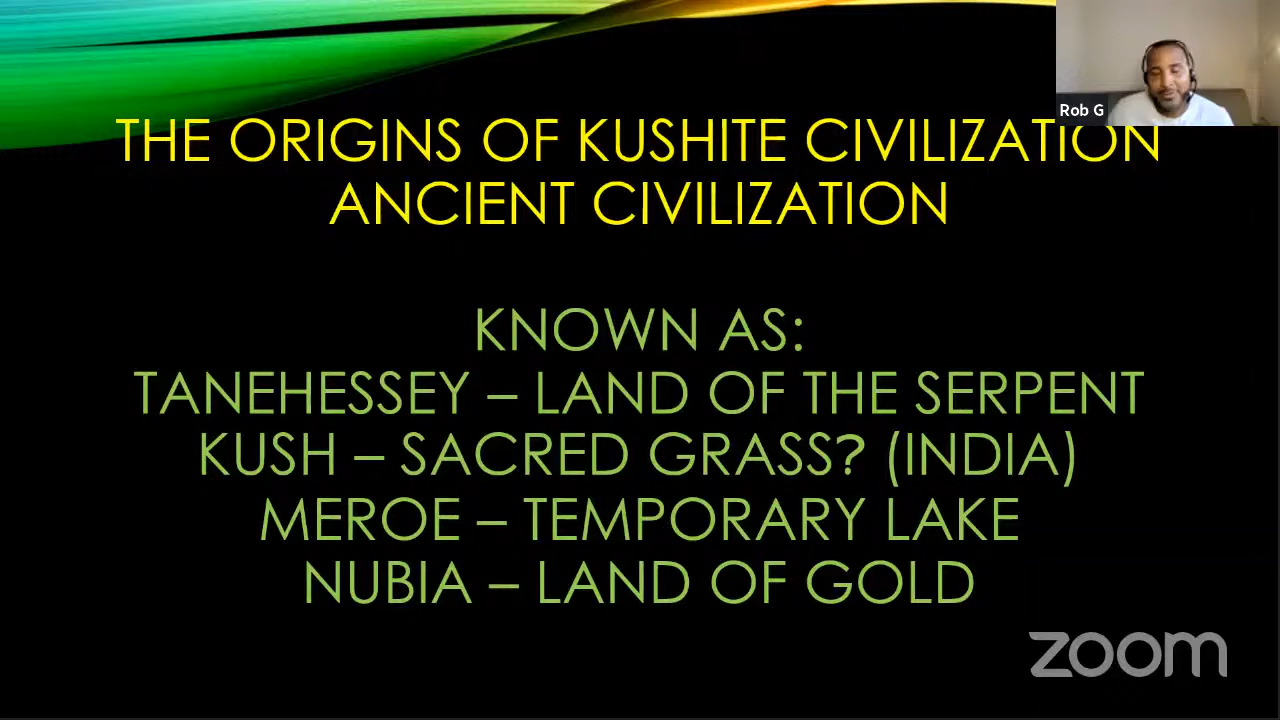 Rob G
THE ORIGINS OF KUSHITE CIVILIZATION
ANCIENT CIVILIZATION
KNOWN AS:
TANEHESSEY – LAND OF THE SERPENT
KUSH – SACRED GRASS? (INDIA)
MEROE – TEMPORARY LAKE
NUBIA – LAND OF GOLD
zoom